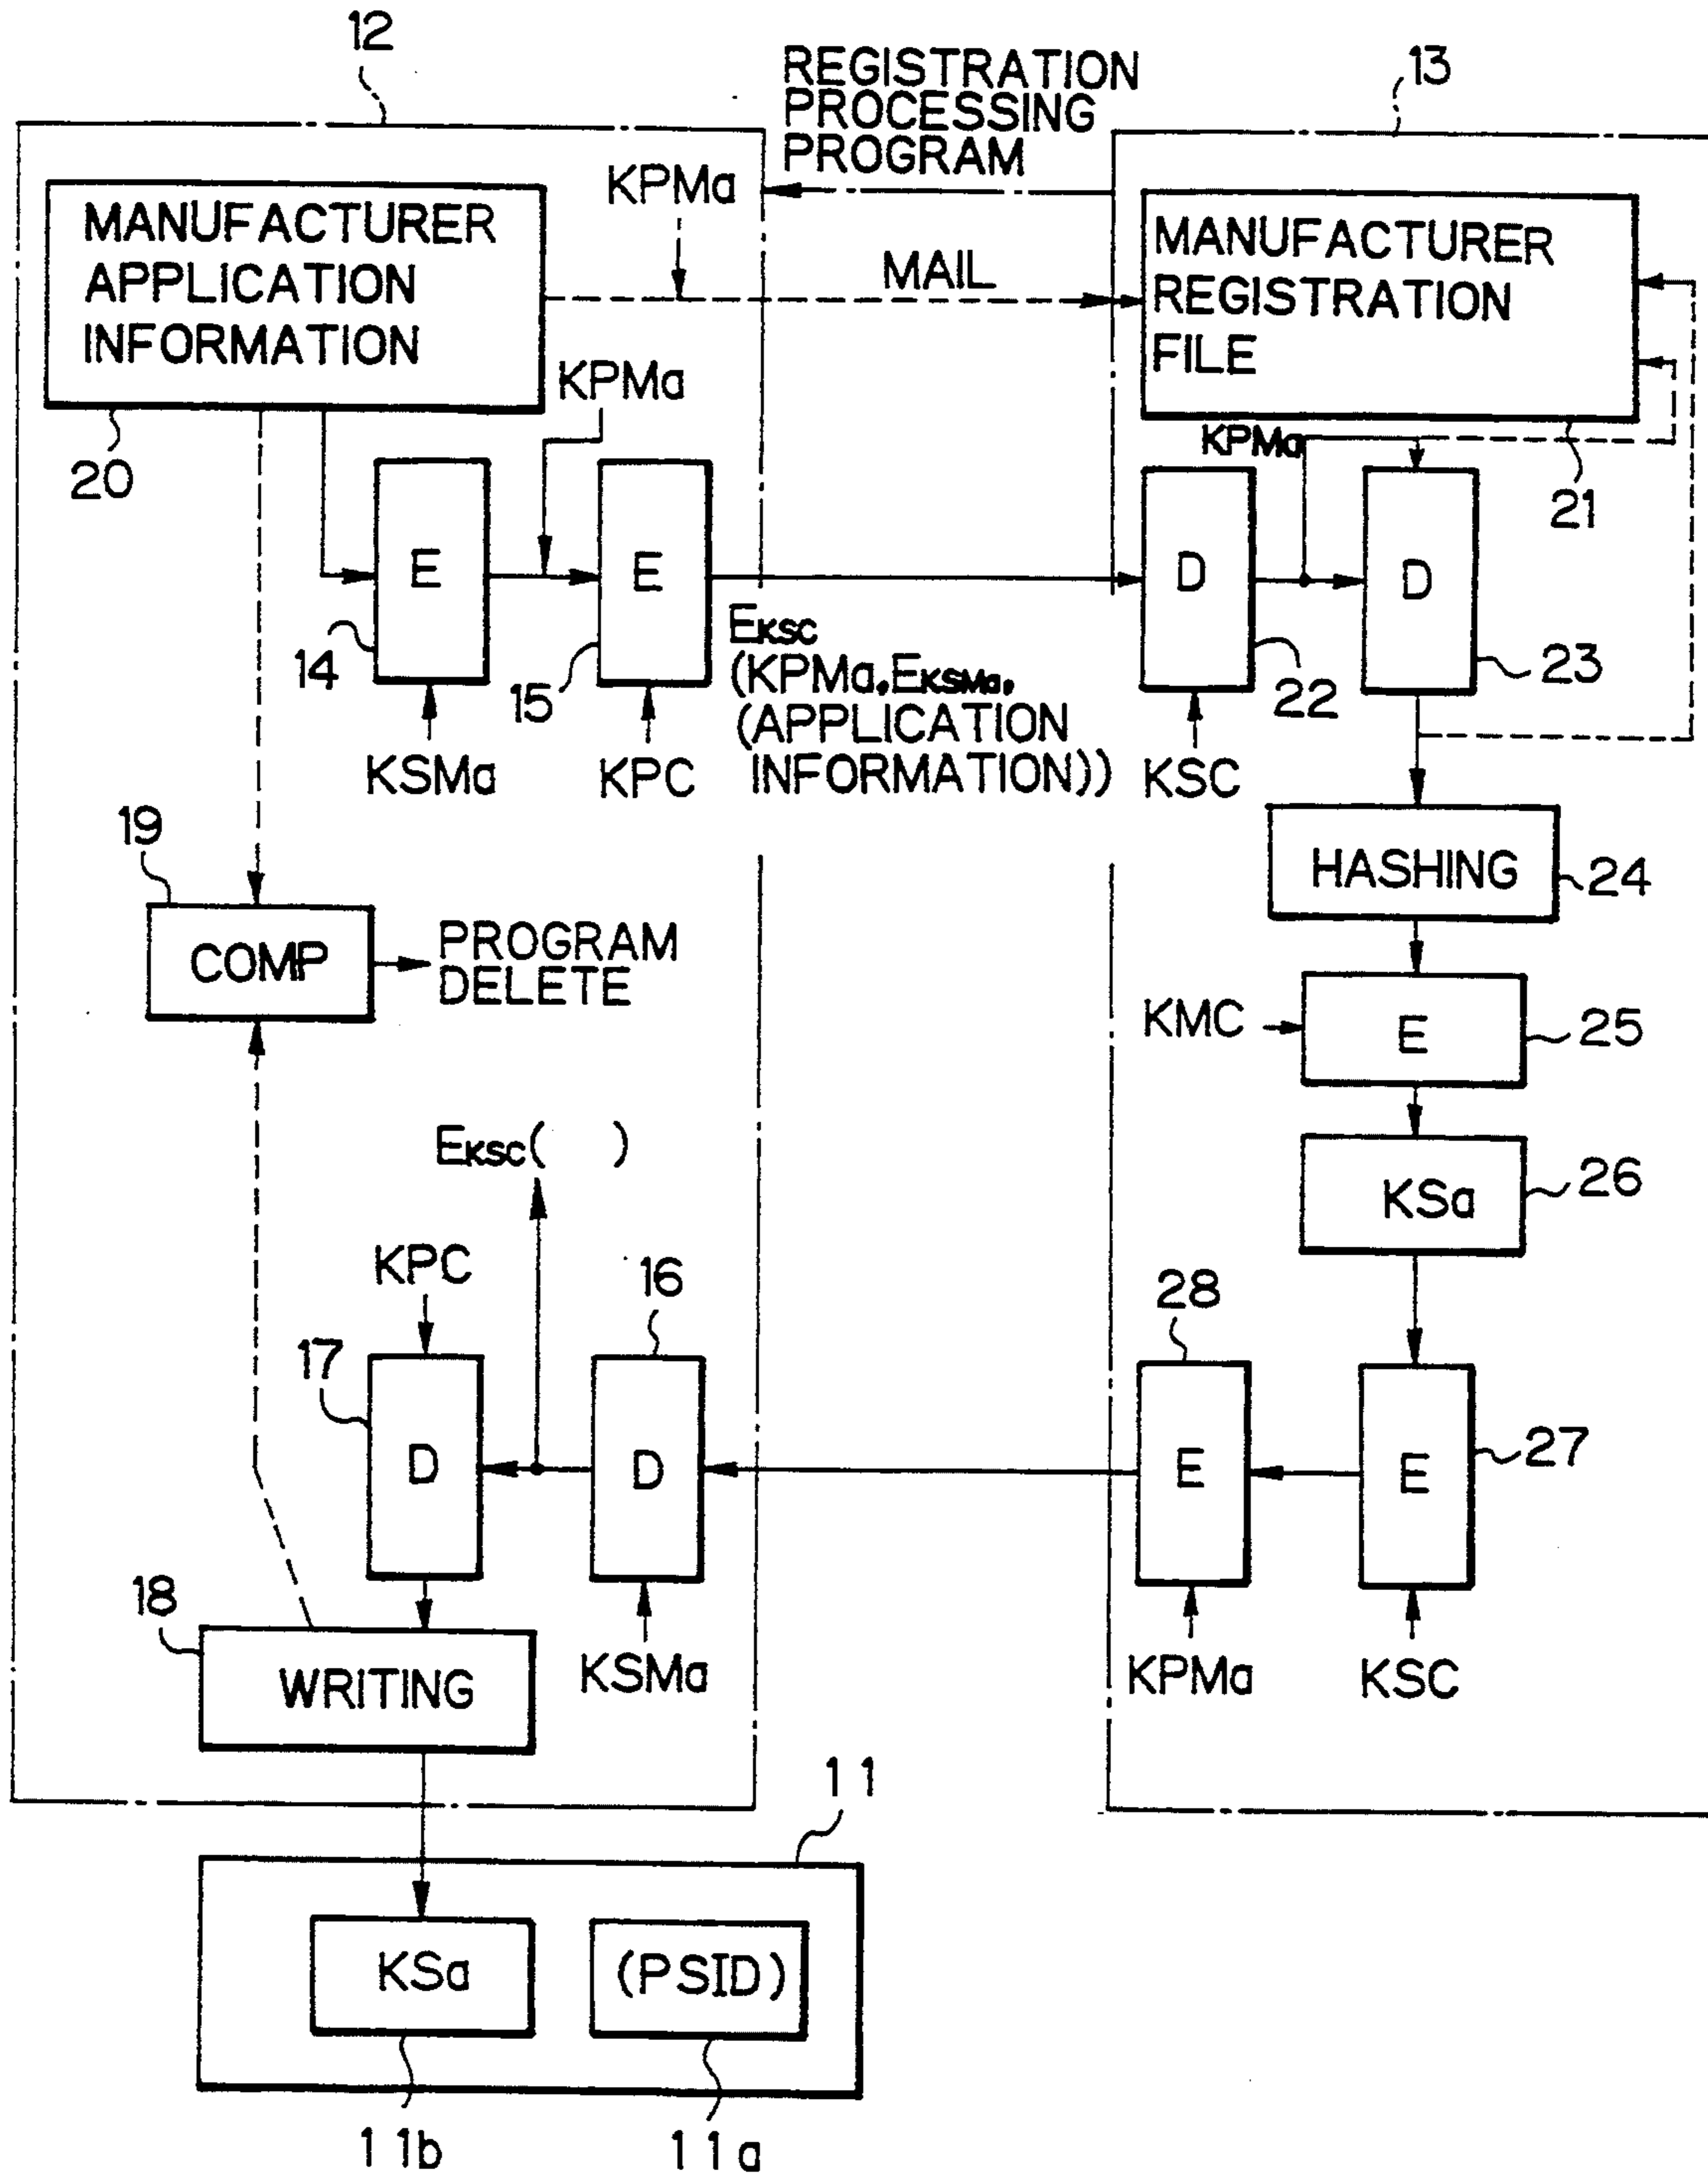 12
REGISTRATION
PROCESSING
PROGRAM
13
KPMa
MANUFACTURER
APPLICATION
INFORMATION
MAIL
MANUFACTURER
REGISTRATION
FILE
KPMa
20
KPMa
21
E
E
D
D
14
15
EKSC
(KPMa,EKSMa,
(APPLICATION
INFORMATION))
22
23
KSMa
KPC
KSC
19
HASHING
24
COMP
PROGRAM
DELETE
KMC
E
25
EKSC( )
KSa
26
KPC
16
28
17
D
D
E
E
27
18
WRITING
KSMa
KPMa
KSC
11
KSa
(PSID)
11b
11a